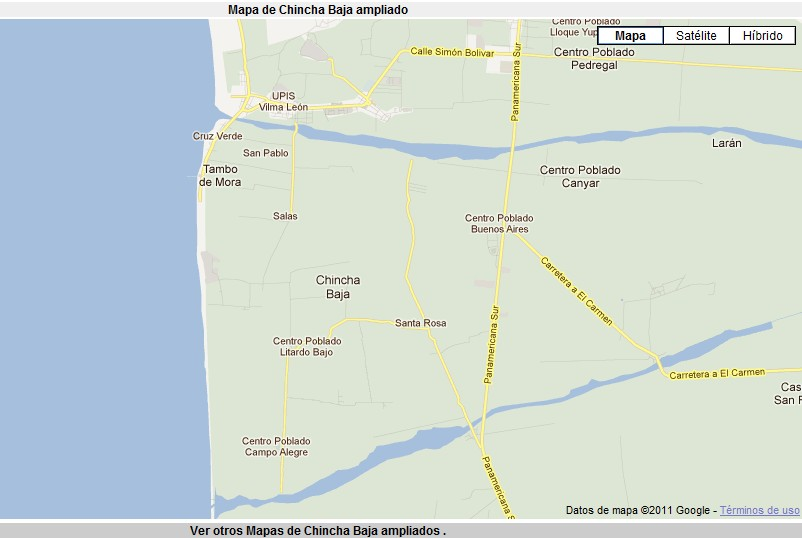 Mapa de Chincha Baja ampliado
Centro Poblado
Lloque Yup
Mapa
Satélite
Híbrido
Calle Simón Bolivar
Centro Poblado
Pedregal
Panamericana Sur
UPIS
Vilma León
Cruz Verde
San Pablo
Larán
Tambo
de Mora
Centro Poblado
Canyar
Salas
Centro Poblado
Buenos Aires
Carretera a El Carmen
Chincha
Baja
Santa Rosa
Panamericana Sur
Centro Poblado
Litardo Bajo
Carretera a El Carmen
Cas
San F
Centro Poblado
Campo Alegre
Panamericana S
Datos de mapa ©2011 Google - Términos de uso
Ver otros Mapas de Chincha Baja ampliados .